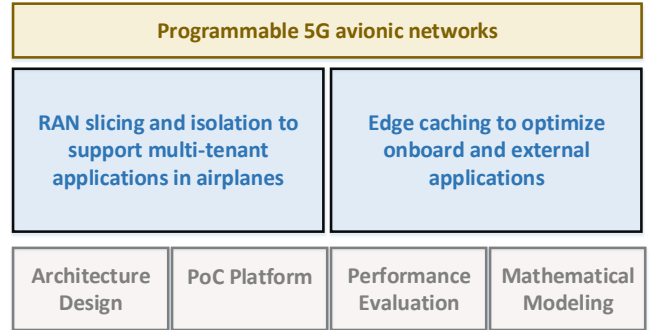 Programmable 5G avionic networks
RAN slicing and isolation to
support multi-tenant
applications in airplanes
Edge caching to optimize
onboard and external
applications
Architecture
Design
PoC Platform
Performance
Evaluation
Mathematical
Modeling